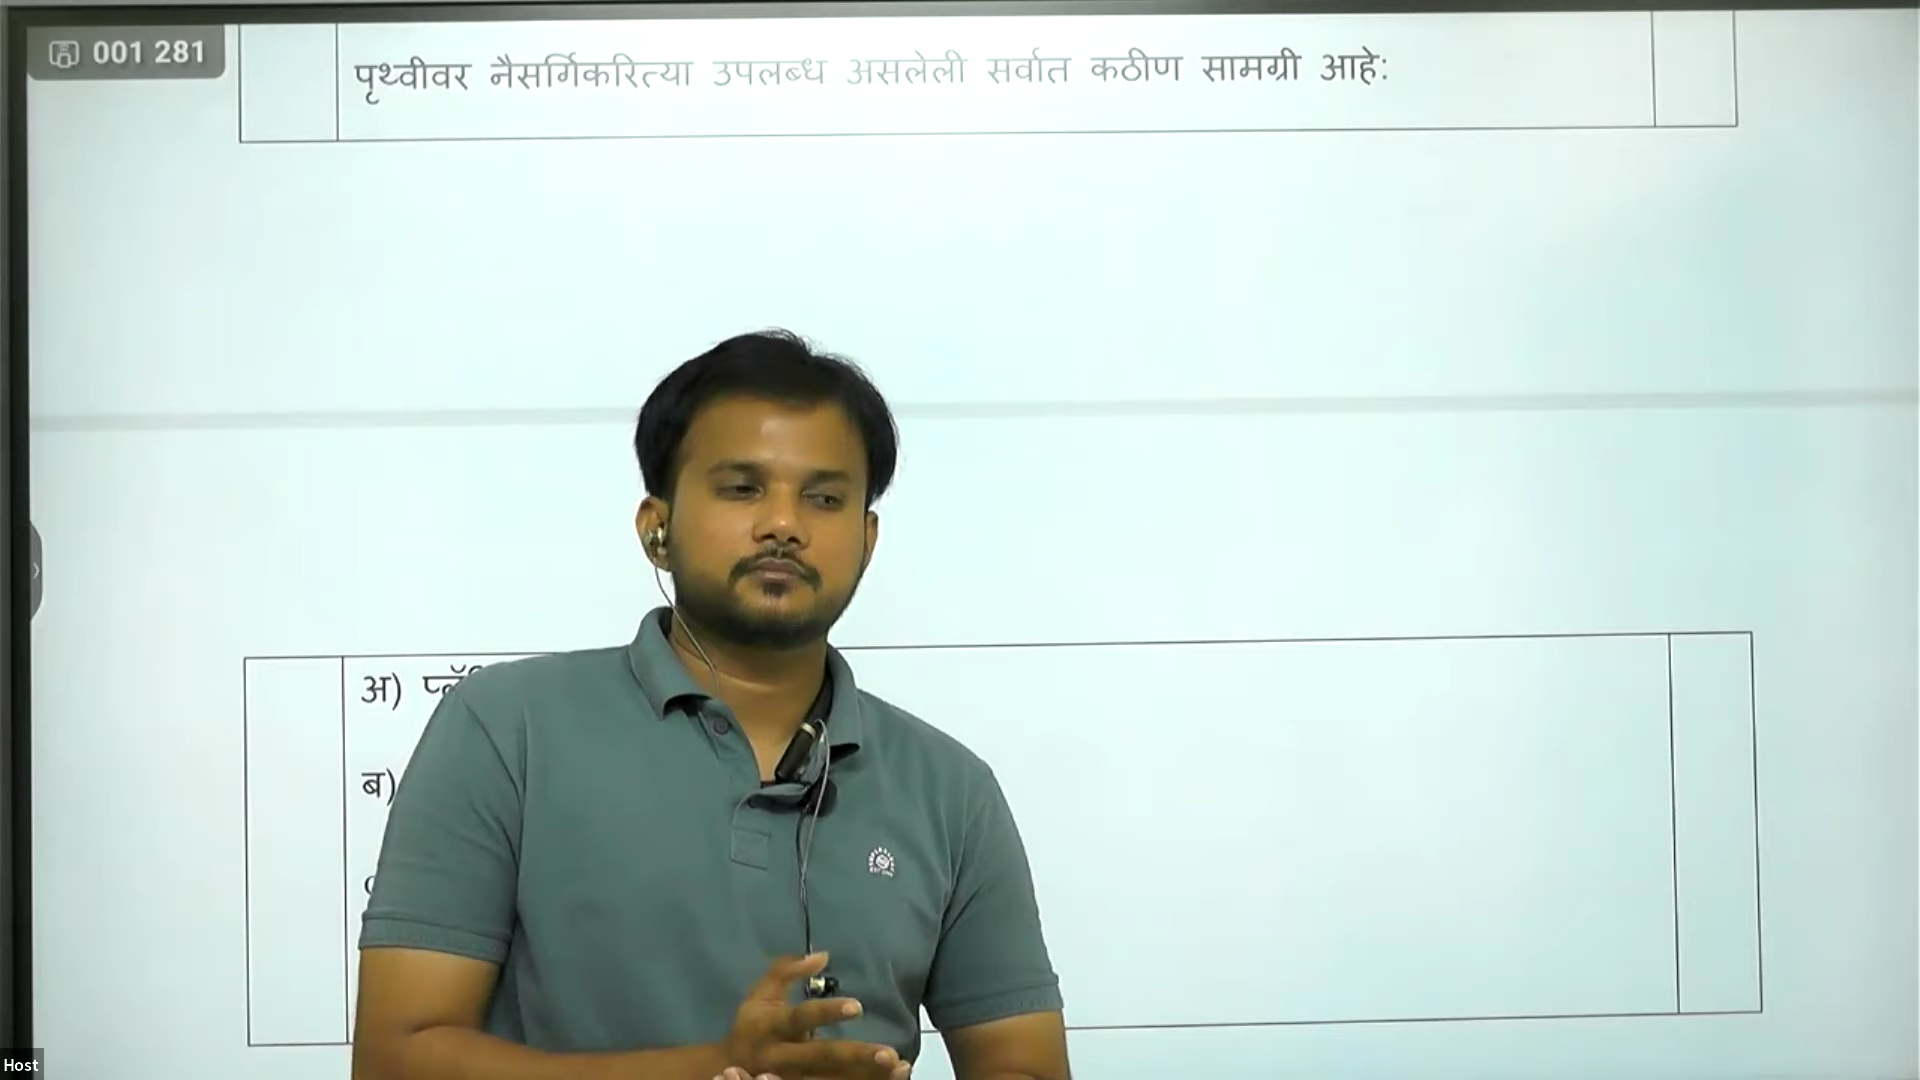 001 281
पृथ्वीवर नैसर्गिकरित्या उपलब्ध असलेली सर्वात कठीण सामग्री आहे:
अ)
ब)
Host